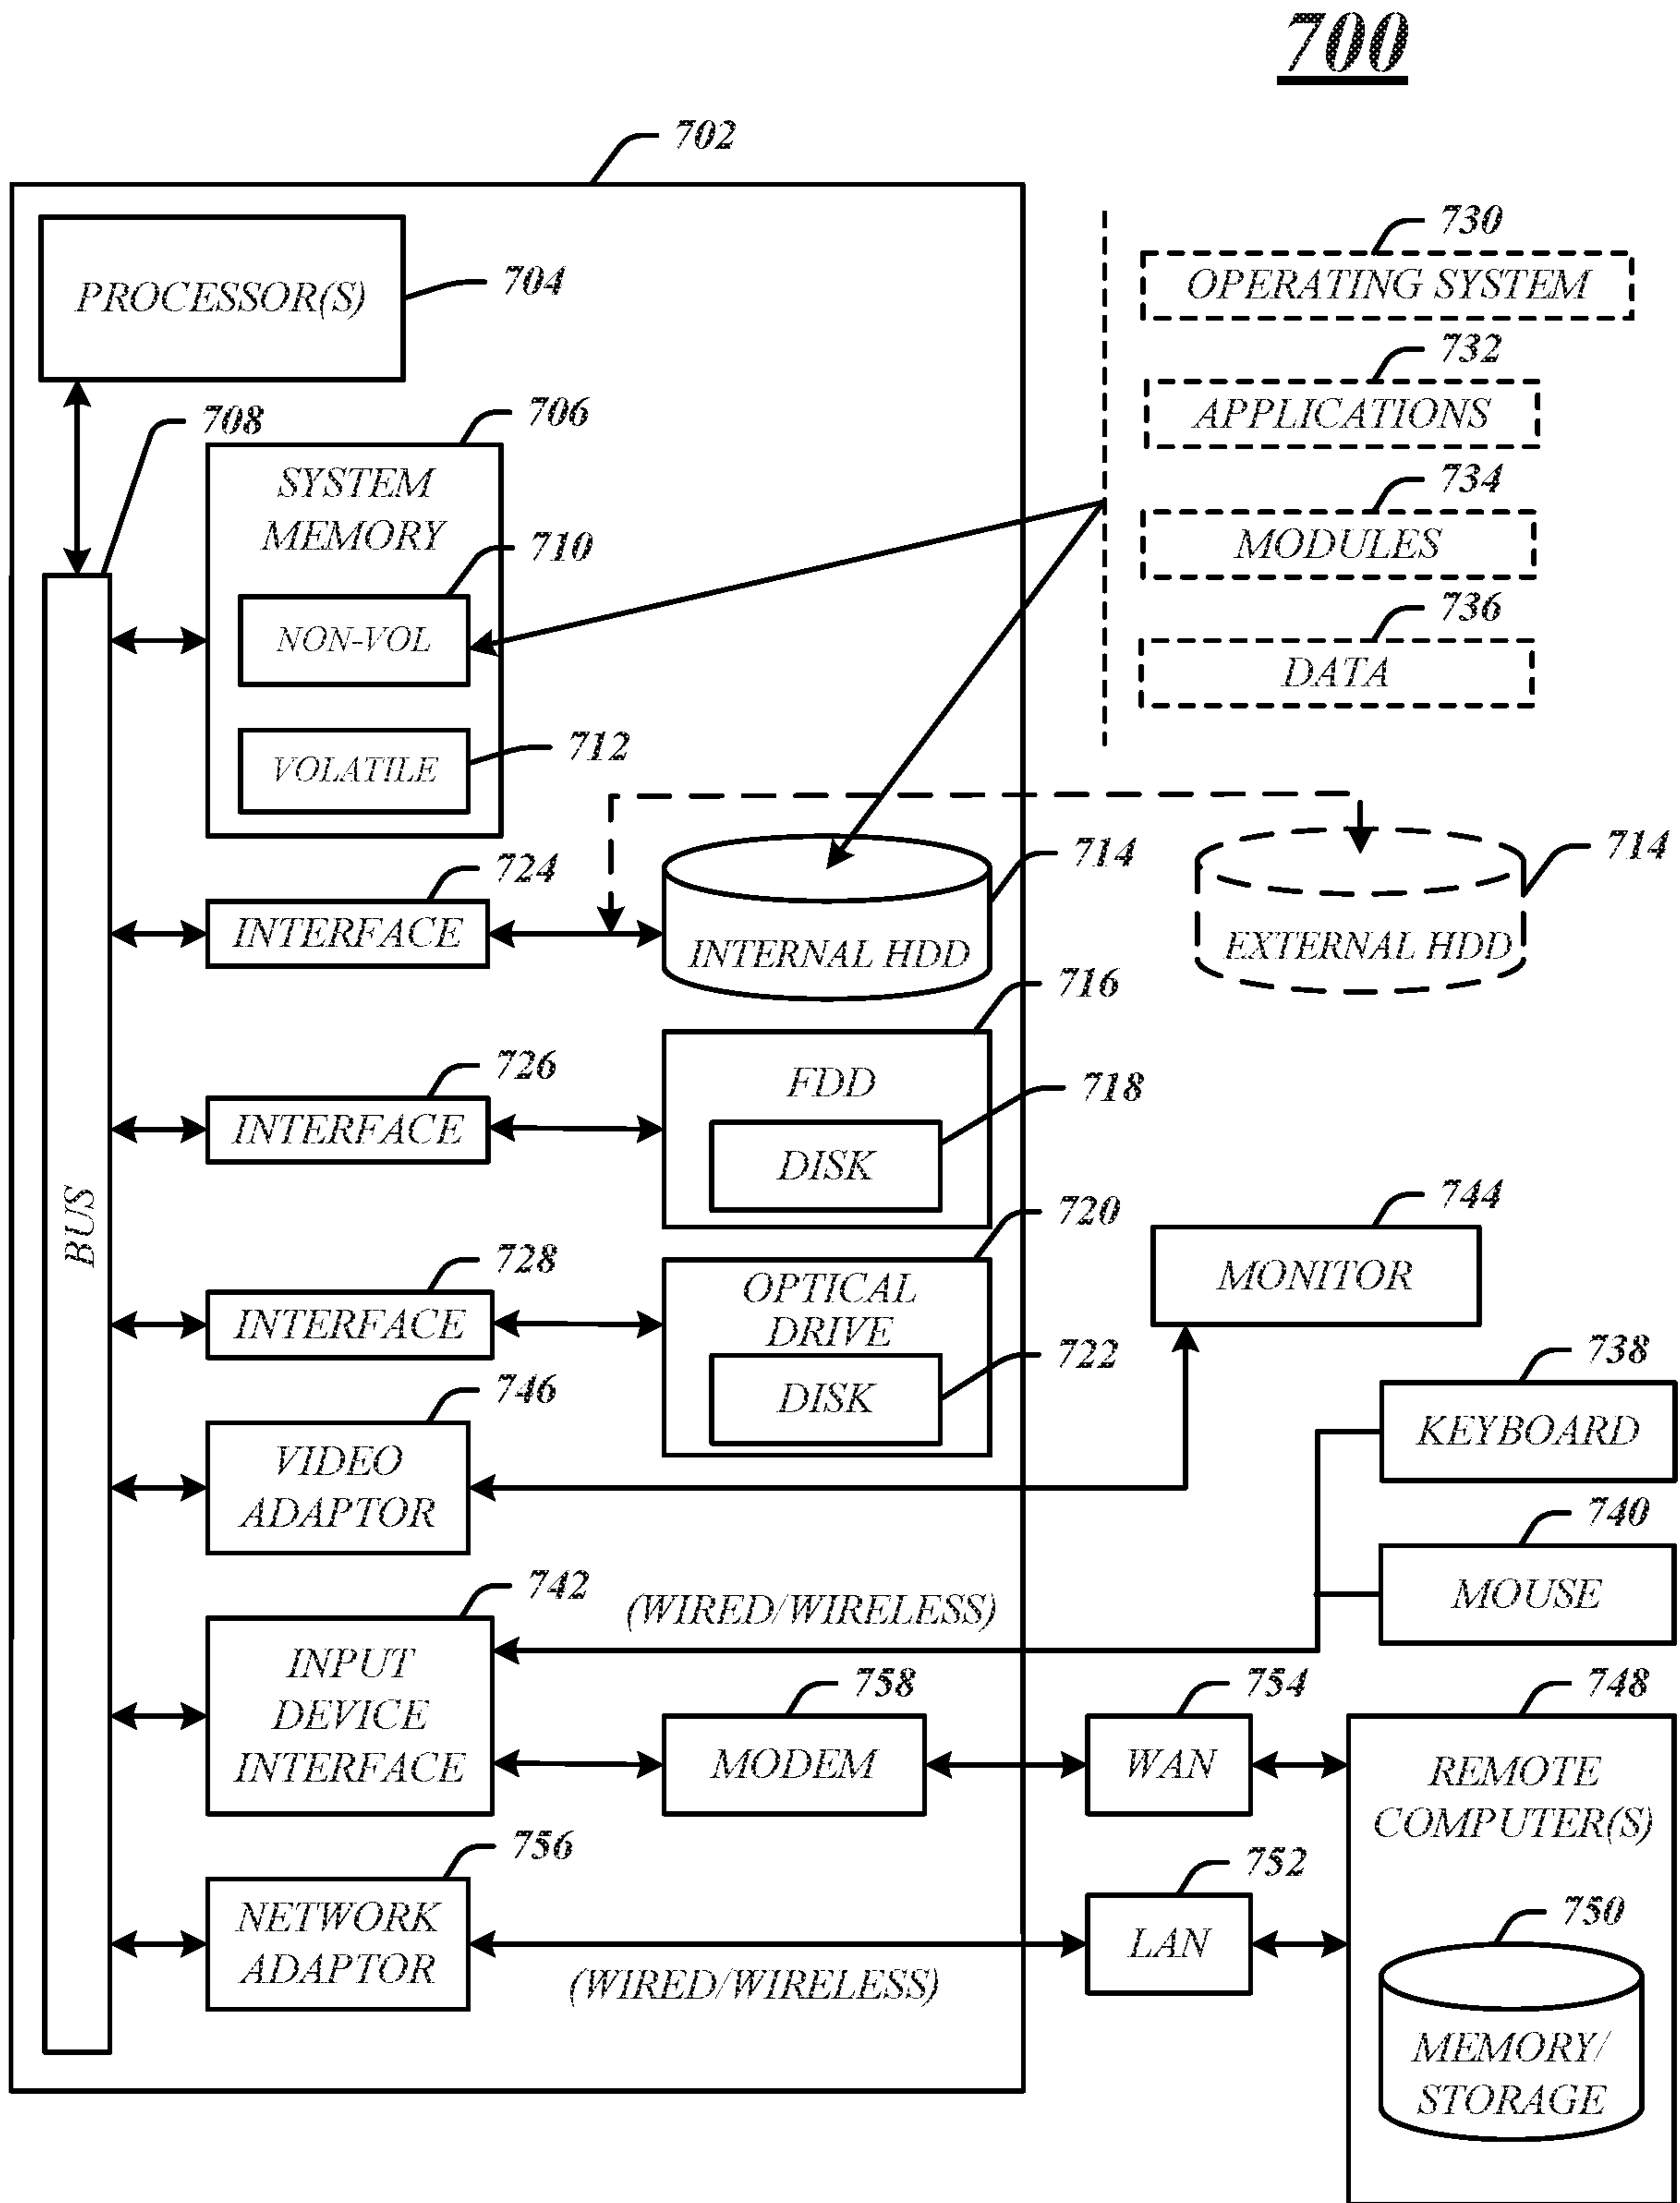 700
702
730
OPERATING SYSTEM
PROCESSOR(S)
704
732
APPLICATIONS
708
706
SYSTEM
MEMORY
734
MODULES
710
NON-VOL
736
DATA
712
VOLATILE
724
INTERFACE
714
INTERNAL HDD
714
EXTERNAL HDD
716
FDD
726
INTERFACE
718
DISK
BUS
720
OPTICAL
DRIVE
744
MONITOR
728
INTERFACE
722
DISK
738
KEYBOARD
746
VIDEO
ADAPTOR
740
MOUSE
742
(WIRED/WIRELESS)
INPUT
DEVICE
INTERFACE
758
MODEM
754
WAN
748
REMOTE
COMPUTER(S)
756
NETWORK
ADAPTOR
752
LAN
(WIRED/WIRELESS)
750
MEMORY/
STORAGE